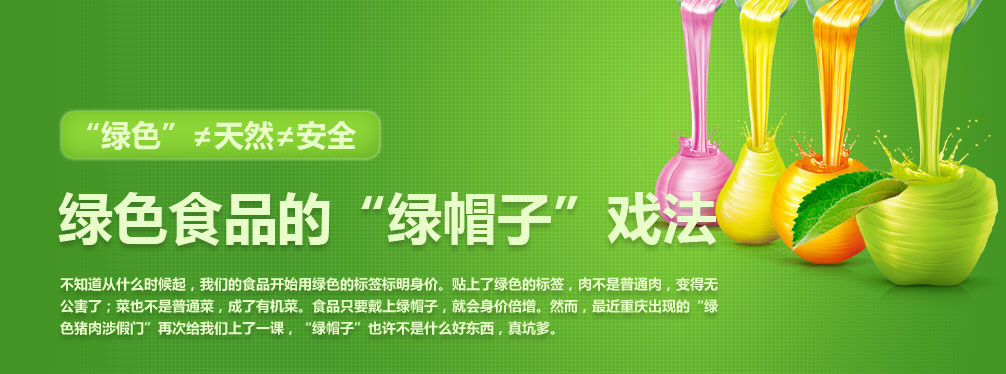 “绿色”≠天然≠安全
绿色食品的“绿帽子”戏法
不知道从什么时候起，我们的食品开始用绿色的标签标明身价。贴上了绿色的标签，肉不是普通肉，变得无
公害了；菜也不是普通菜，成了有机菜。食品只要戴上绿帽子，就会身价倍增。然而，最近重庆出现的“绿
色猪肉涉假门”再次给我们上了一课，“绿帽子”也许不是什么好东西，真坑爹。